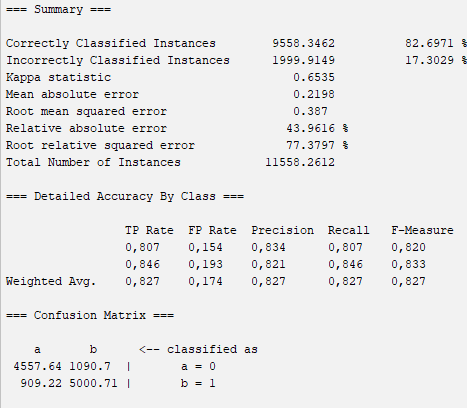 === Summary ===
Correctly Classified Instances 9558.3462 82.6971 %
Incorrectly Classified Instances 1999.9149 17.3029 %
Kappa statistic 0.6535
Mean absolute error 0.2198
Root mean squared error 0.387
Relative absolute error 43.9616 %
Root relative squared error 77.3797 %
Total Number of Instances 11558.2612
=== Detailed Accuracy By Class ===
TP Rate FP Rate Precision Recall F-Measure
0,807 0,154 0,834 0,807 0,820
0,846 0,193 0,821 0,846 0,833
Weighted Avg. 0,827 0,174 0,827 0,827 0,827
=== Confusion Matrix ===
a b <-- classified as
4557.64 1090.7 | a = 0
909.22 5000.71 | b = 1